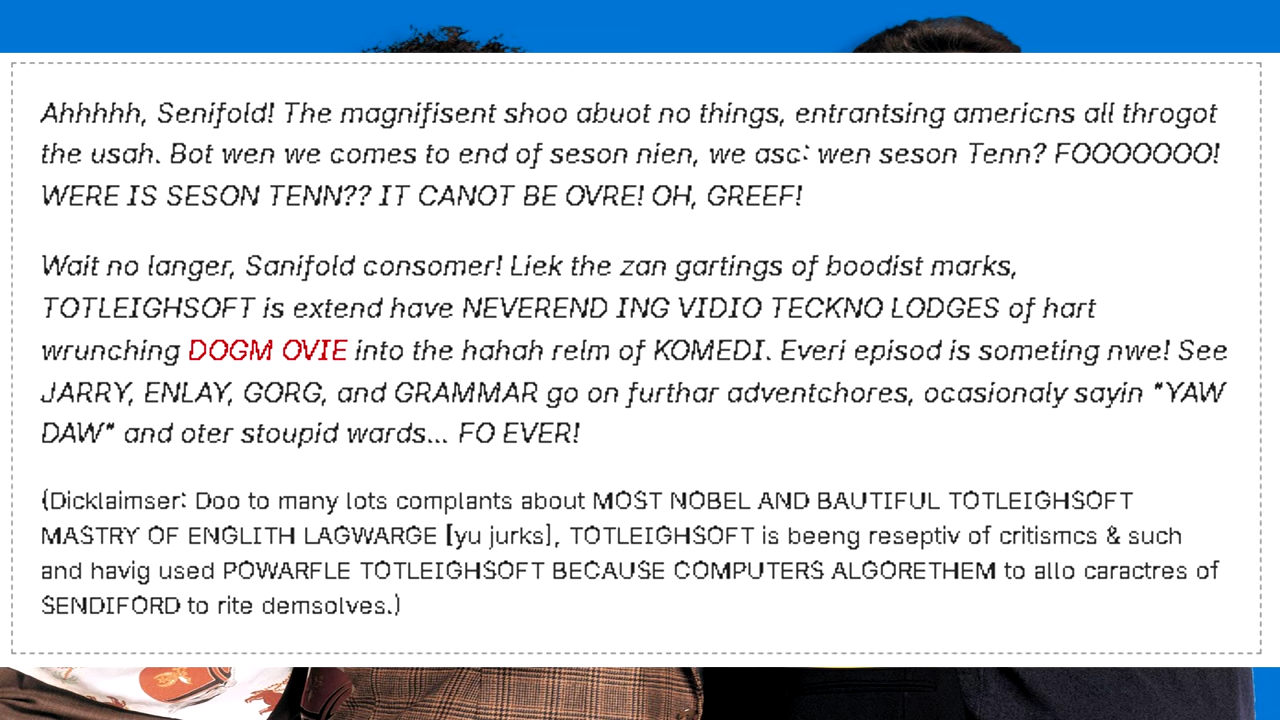 Ahhhhh, Senifold! The magnifisent shoo abuot no things, entrantsing americns all throgot
the usah. Bot wen we comes to end of seson nien, we asc: wen seson Tenn? FOOOOOOO!
WERE IS SESON TENN?? IT CANOT BE OVRE! OH, GREEF!
Wait no langer, Sanifold consomer! Liek the zan gartings of boodist marks,
TOTLEIGHSOFT is extend have NEVEREND ING VIDIO TECKNO LODGES of hart
wrunching DOGM OVIE into the hahah relm of KOMEDI. Everi episod is someting nwe! See
JARRY, ENLAY, GORG, and GRAMMAR go on furthar adventchores, ocasionaly sayin "YAW
DAW" and oter stoupid wards... FO EVER!
(Dicklaimser: Doo to many lots complants about MOST NOBEL AND BAUTIFUL TOTLEIGHSOFT
MASTRY OF ENGLITH LAGWARGE [yu jurks], TOTLEIGHSOFT is beeng reseptiv of critismcs & such
and havig used POWARFLE TOTLEIGHSOFT BECAUSE COMPUTERS ALGORETHEM to allo caractres of
SENDIFORD to rite demsolves.)